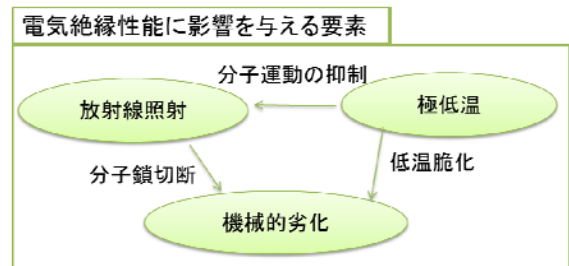 電気絶縁性能に影響を与える要素
分子運動の抑制
放射線照射
極低温
分子鎖切断
低温脆化
機械的劣化